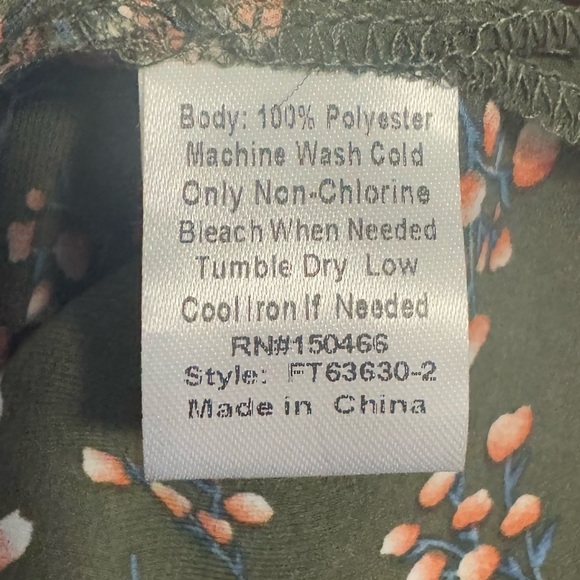 Body: 100% Polyester
Machine Wash Cold
Only Non-Chlorine
Bleach When Needed
Tumble Dry Low
Cool Iron If Needed
RN#150466
Style: FT63630-2
Made in China